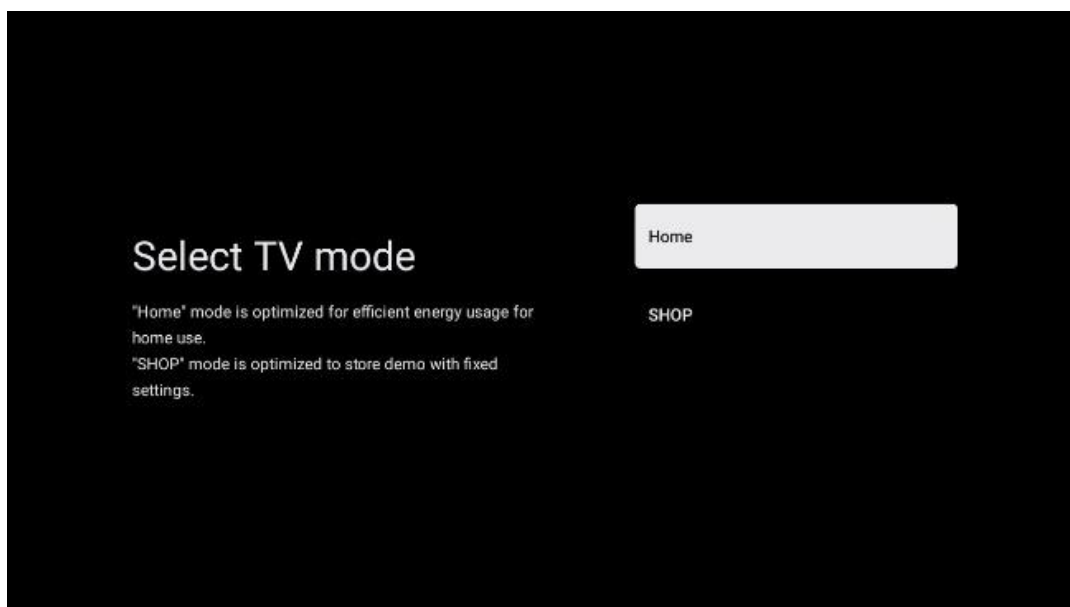 Select TV mode
"Home" mode is optimized for efficient energy usage for
home use.
"SHOP" mode is optimized to store demo with fixed
settings.
Home
SHOP